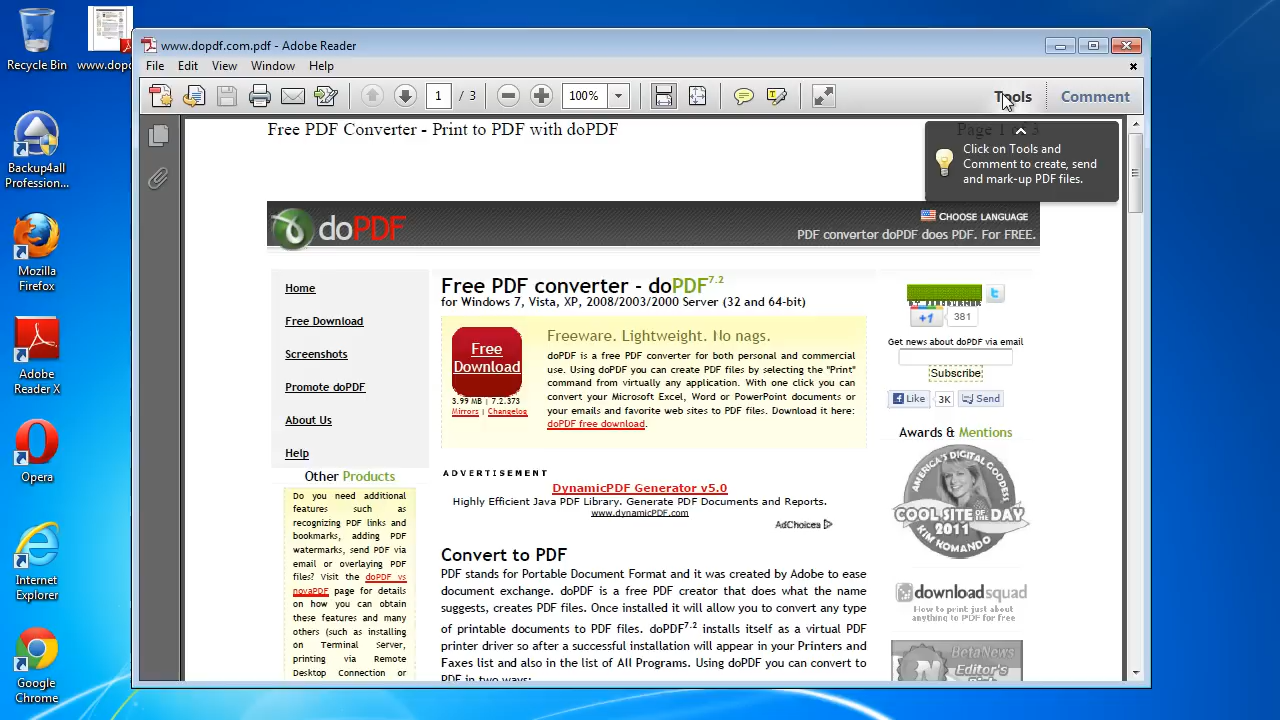 Recycle Bin
www.dopd
Backup4all
Profession...
Mozilla
Firefox
Adobe
Reader X
Opera
Internet
Explorer
Google
Chrome
www.dopdf.com.pdf - Adobe Reader
File Edit View Window Help
1 / 3 100% Tools Comment
Free PDF Converter - Print to PDF with doPDF
Page 1 of 3
Click on Tools and
Comment to create, send
and mark-up PDF files.
doPDF
CHOOSE LANGUAGE
PDF converter doPDF does PDF. For FREE.
Home
Free Download
Screenshots
Promote doPDF
About Us
Help
Other Products
Do you need additional
features such as
recognizing PDF links and
bookmarks, adding PDF
watermarks, send PDF via
email or overlaying PDF
files? Visit the doPDF vs
novaPDF page for details
on how you can obtain
these features and many
others (such as installing
on Terminal Server,
printing via Remote
Desktop Connection or
Free PDF converter - doPDF7.2
for Windows 7, Vista, XP, 2008/2003/2000 Server (32 and 64-bit)
Free
Download
3.99 MB | 7.2.373
Mirrors | Changelog
Freeware. Lightweight. No nags.
doPDF is a free PDF converter for both personal and commercial
use. Using doPDF you can create PDF files by selecting the "Print"
command from virtually any application. With one click you can
convert your Microsoft Excel, Word or PowerPoint documents or
your emails and favorite web sites to PDF files. Download it here:
doPDF free download.
ADVERTISEMENT
DynamicPDF Generator v5.0
Highly Efficient Java PDF Library. Generate PDF Documents and Reports.
www.dynamicPDF.com
AdChoices
Convert to PDF
PDF stands for Portable Document Format and it was created by Adobe to ease
document exchange. doPDF is a free PDF creator that does what the name
suggests, creates PDF files. Once installed it will allow you to convert any type
of printable documents to PDF files. doPDF7.2 installs itself as a virtual PDF
printer driver so after a successful installation will appear in your Printers and
Faxes list and also in the list of All Programs. Using doPDF you can convert to
PDF in two ways:
+1 381
Get news about doPDF via email
Subscribe
Like 3K Send
Awards & Mentions
AMERICA'S DIGITAL GODDESS
COOL SITE OF THE DAY
2011
KIM KOMANDO
downloadsquad
How to print just about
anything to PDF for free
BetaNews
Editor's